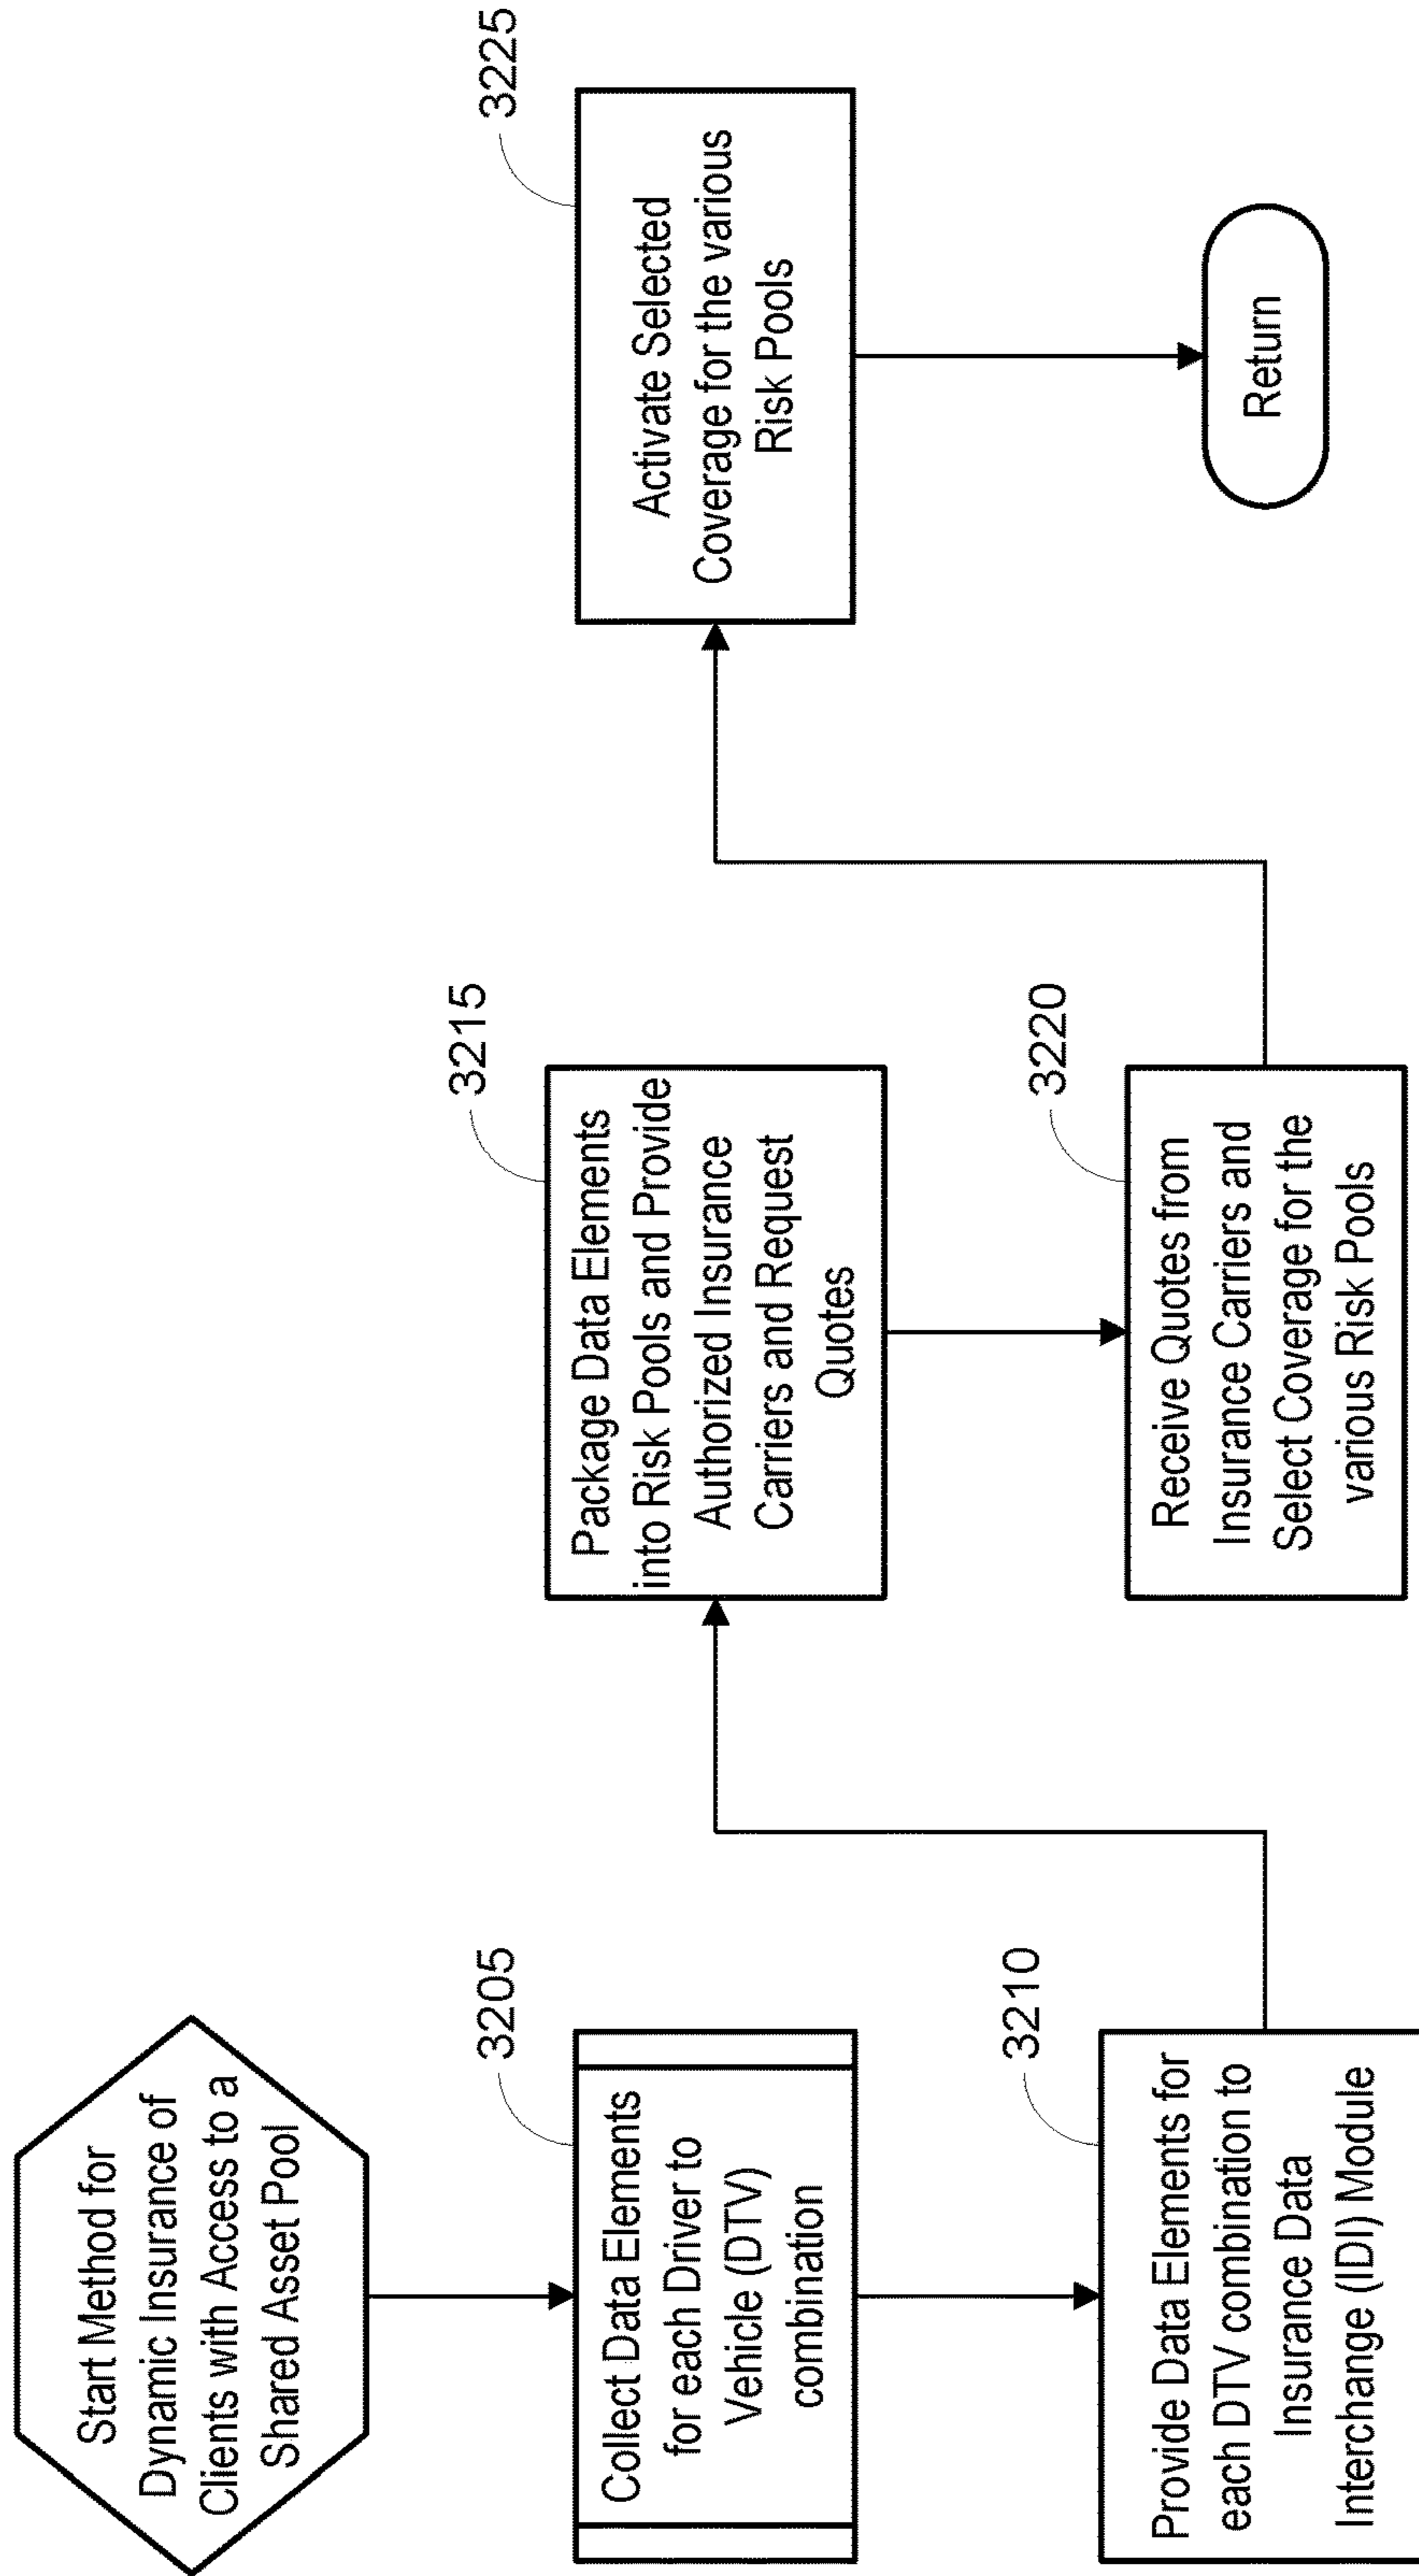 Start Method for
Dynamic Insurance of
Clients with Access to a
Shared Asset Pool
3205
Collect Data Elements
for each Driver to
Vehicle (DTV)
combination
3210
Provide Data Elements for
each DTV combination to
Insurance Data
Interchange (IDI) Module
3215
Package Data Elements
into Risk Pools and Provide
Authorized Insurance
Carriers and Request
Quotes
3220
Receive Quotes from
Insurance Carriers and
Select Coverage for the
various Risk Pools
3225
Activate Selected
Coverage for the various
Risk Pools
Return